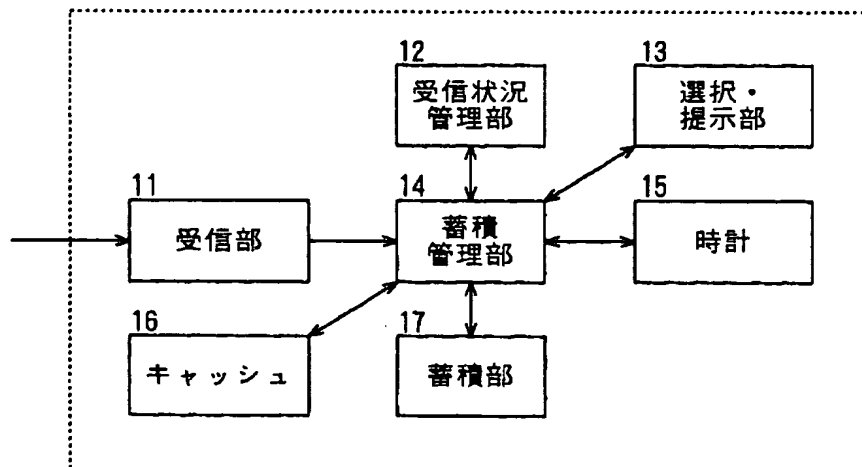 12
受信状況
管理部
13
選択・
提示部
11
受信部
14
蓄積
管理部
15
時計
16
キャッシュ
17
蓄積部